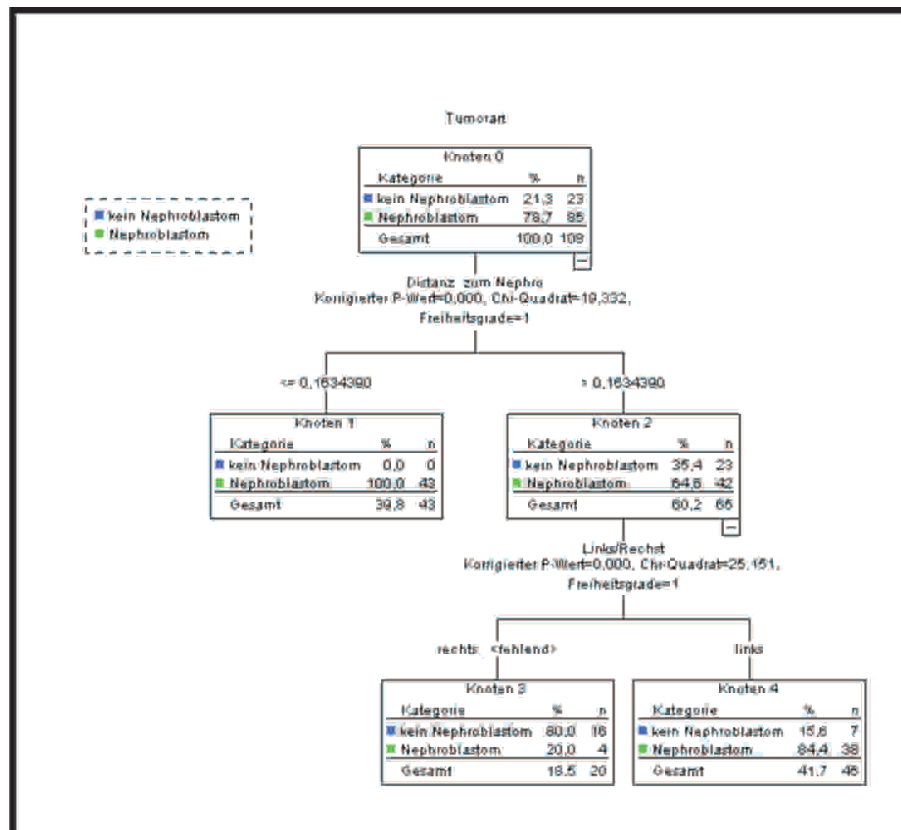 Tumorart
Knoten 0
Kategorie % n
kein Nephroblastom 21,3 23
Nephroblastom 78,7 85
Gesamt 100,0 108
kein Nephroblastom
Nephroblastom
Distanz zum Nephro
Korrigierter P-Wert=0,000, Chi-Quadrat=19,332,
Freiheitsgrade=1
<= 0,1634390
> 0,1634390
Knoten 1
Kategorie % n
kein Nephroblastom 0,0 0
Nephroblastom 100,0 43
Gesamt 39,8 43
Knoten 2
Kategorie % n
kein Nephroblastom 35,4 23
Nephroblastom 64,6 42
Gesamt 60,2 65
Links/Rechst
Korrigierter P-Wert=0,000, Chi-Quadrat=25,151,
Freiheitsgrade=1
rechts; <fehlend>
links
Knoten 3
Kategorie % n
kein Nephroblastom 80,0 16
Nephroblastom 20,0 4
Gesamt 18,5 20
Knoten 4
Kategorie % n
kein Nephroblastom 15,6 7
Nephroblastom 84,4 38
Gesamt 41,7 45